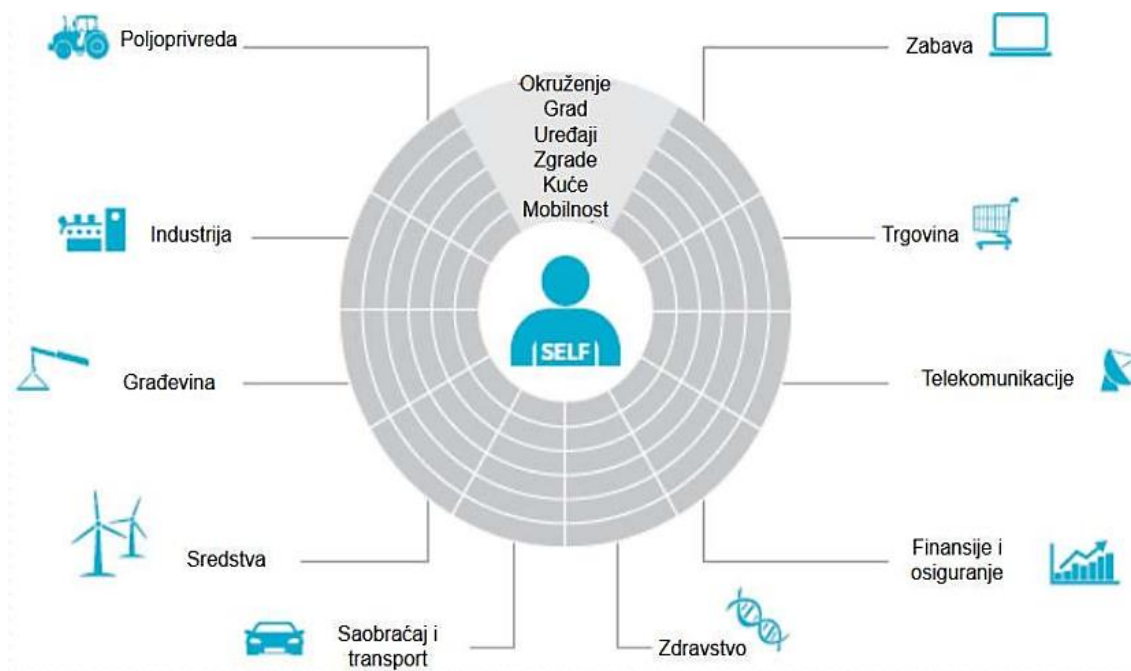 Poljoprivreda
Zabava
Okruženje
Grad
Uređaji
Zgrade
Kuće
Mobilnost
Industrija
Trgovina
SELF
Građevina
Telekomunikacije
Sredstva
Finansije i
osiguranje
Saobraćaj i
transport
Zdravstvo